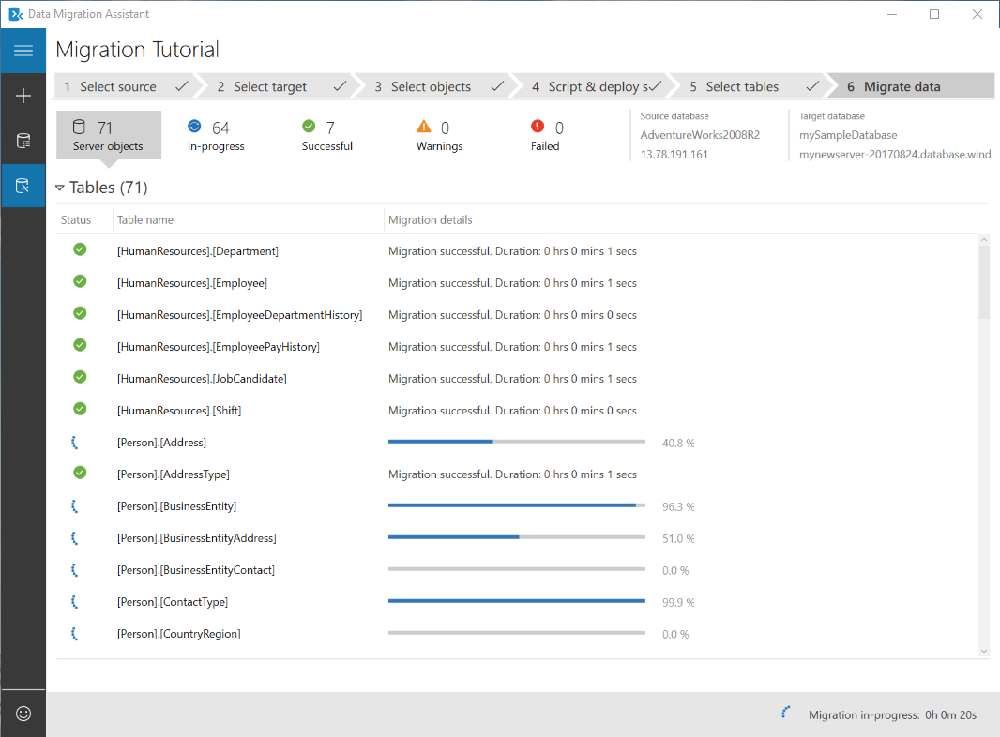 Data Migration Assistant
Migration Tutorial
1 Select source
2 Select target
3 Select objects
4 Script & deploy s
5 Select tables
6 Migrate data
71
Server objects
64
In-progress
7
Successful
0
Warnings
0
Failed
Source database
AdventureWorks2008R2
13.78.191.161
Target database
mySampleDatabase
mynewserver-20170824.database.wind
Tables (71)
Status Table name Migration details
[HumanResources].[Department] Migration successful. Duration: 0 hrs 0 mins 1 secs
[HumanResources].[Employee] Migration successful. Duration: 0 hrs 0 mins 1 secs
[HumanResources].[EmployeeDepartmentHistory] Migration successful. Duration: 0 hrs 0 mins 0 secs
[HumanResources].[EmployeePayHistory] Migration successful. Duration: 0 hrs 0 mins 1 secs
[HumanResources].[JobCandidate] Migration successful. Duration: 0 hrs 0 mins 1 secs
[HumanResources].[Shift] Migration successful. Duration: 0 hrs 0 mins 0 secs
[Person].[Address] 40.8 %
[Person].[AddressType] Migration successful. Duration: 0 hrs 0 mins 1 secs
[Person].[BusinessEntity] 96.3 %
[Person].[BusinessEntityAddress] 51.0 %
[Person].[BusinessEntityContact] 0.0 %
[Person].[ContactType] 99.9 %
[Person].[CountryRegion] 0.0 %
Migration in-progress: 0h 0m 20s